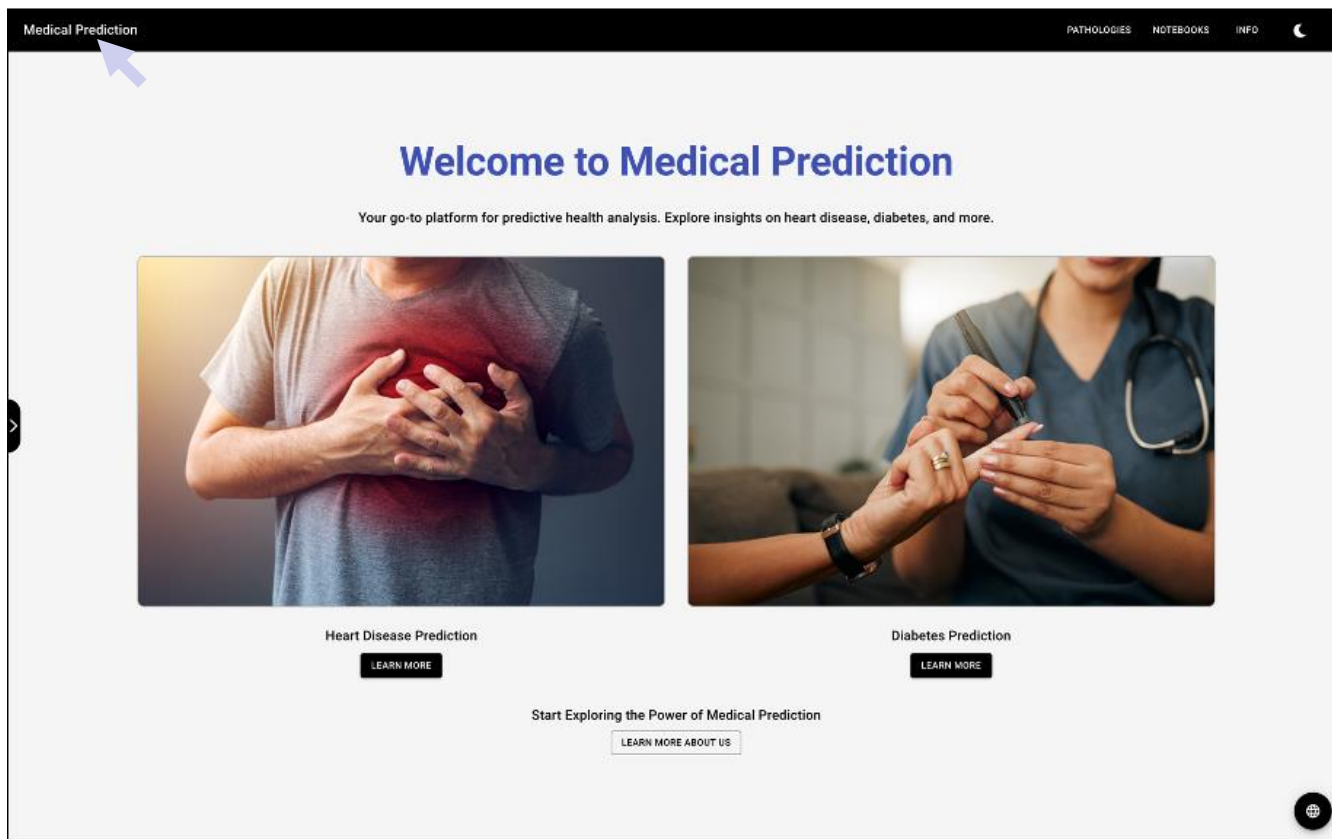 Medical Prediction
PATHOLOGIES NOTEBOOKS INFO
Welcome to Medical Prediction
Your go-to platform for predictive health analysis. Explore insights on heart disease, diabetes, and more.
Heart Disease Prediction
Diabetes Prediction
LEARN MORE
LEARN MORE
Start Exploring the Power of Medical Prediction
LEARN MORE ABOUT US